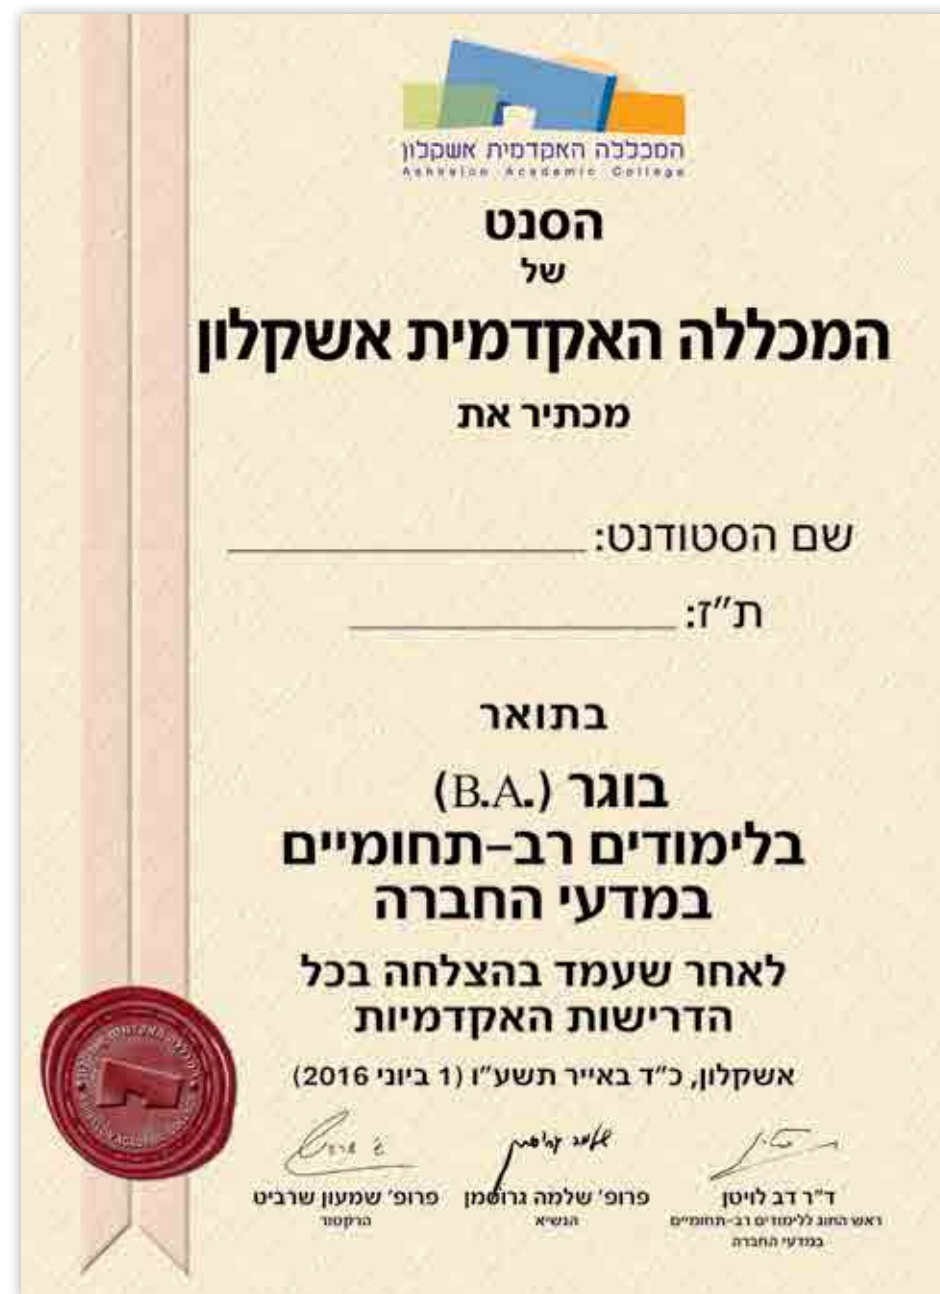 המכללה האקדמית אשקלון
Ashkelon Academic College
הסנט
של
המכללה האקדמית אשקלון
מכתיר את
שם הסטודנט:
ת"ז:
בתואר
בוגר (B.A.)
בלימודים רב-תחומיים
במדעי החברה
לאחר שעמד בהצלחה בכל
הדרישות האקדמיות
אשקלון, כ"ד באייר תשע"ו (1 ביוני 2016)
ד"ר דב לויטן
ראש החוג ללימודים רב-תחומיים
במדעי החברה
פרופ' שלמה גרוסמן
הנשיא
פרופ' שמעון שרביט
הרקטור